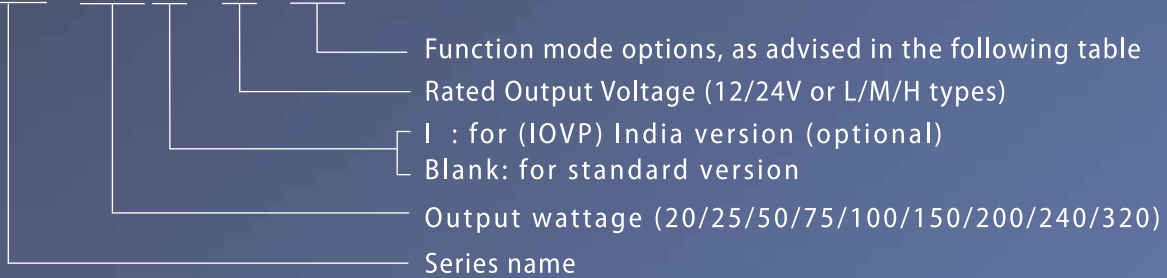 Function mode options, as advised in the following table
Rated Output Voltage (12/24V or L/M/H types)
I : for (IOVP) India version (optional)
Blank: for standard version
Output wattage (20/25/50/75/100/150/200/240/320)
Series name